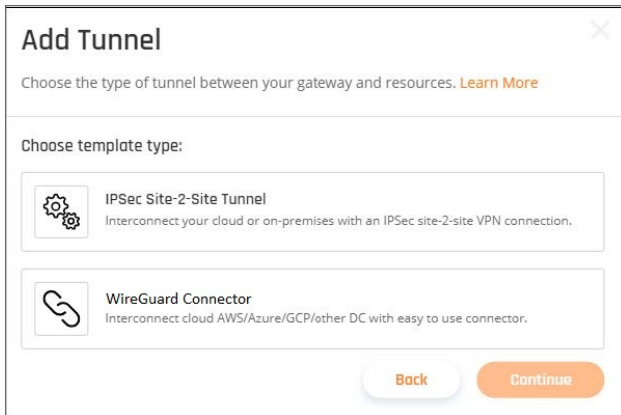 Add Tunnel
Choose the type of tunnel between your gateway and resources. Learn More
Choose template type:
IPSec Site-2-Site Tunnel
Interconnect your cloud or on-premises with an IPSec site-2-site VPN connection.
WireGuard Connector
Interconnect cloud AWS/Azure/GCP/other DC with easy to use connector.
Back Continue